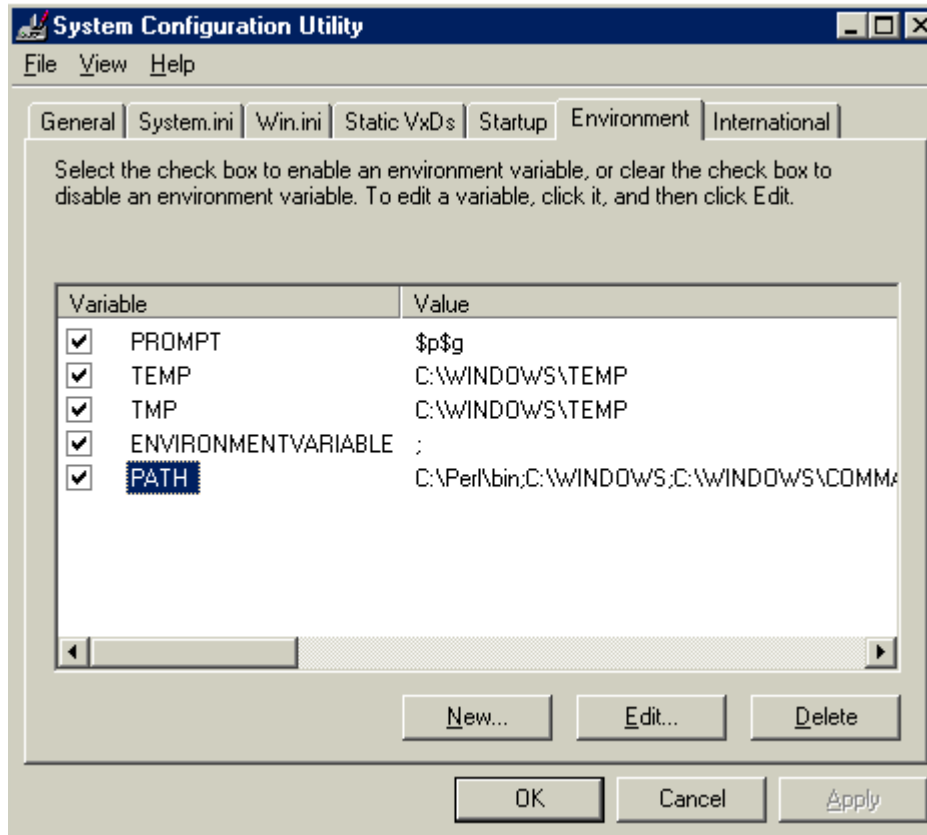 System Configuration Utility
File View Help
General System.ini Win.ini Static VxDs Startup Environment International
Select the check box to enable an environment variable, or clear the check box to
disable an environment variable. To edit a variable, click it, and then click Edit.
Variable Value
PROMPT $p$g
TEMP C:\WINDOWS\TEMP
TMP C:\WINDOWS\TEMP
ENVIRONMENTVARIABLE ;
PATH C:\Perl\bin;C:\WINDOWS;C:\WINDOWS\COMMA
New... Edit... Delete
OK Cancel Apply